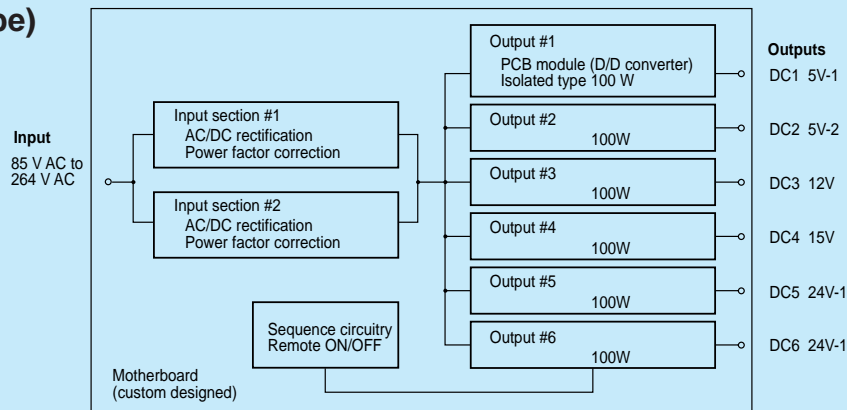 pe)
Input
85 V AC to
264 V AC
Input section #1
AC/DC rectification
Power factor correction
Input section #2
AC/DC rectification
Power factor correction
Sequence circuitry
Remote ON/OFF
Motherboard
(custom designed)
Output #1
PCB module (D/D converter)
Isolated type 100 W
Output #2
100W
Output #3
100W
Output #4
100W
Output #5
100W
Output #6
100W
Outputs
DC1 5V-1
DC2 5V-2
DC3 12V
DC4 15V
DC5 24V-1
DC6 24V-1